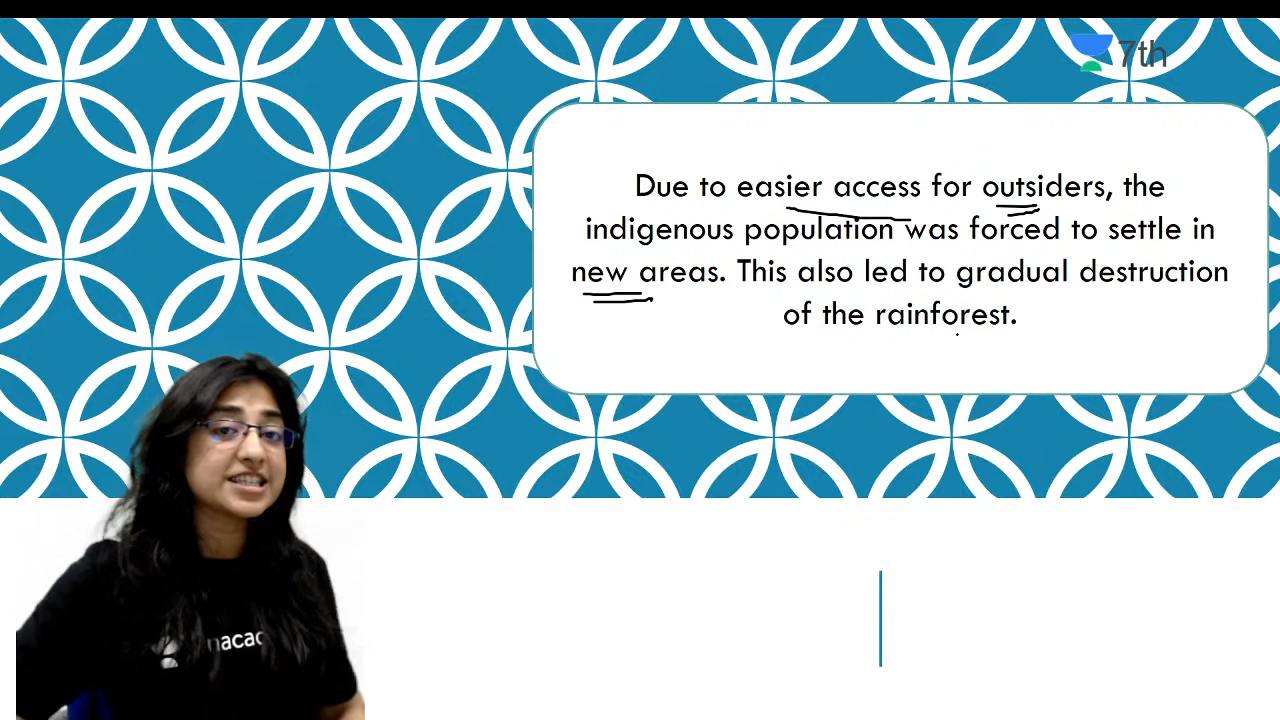 7th
Due to easier access for outsiders, the
indigenous population was forced to settle in
new areas. This also led to gradual destruction
of the rainforest.
nacac